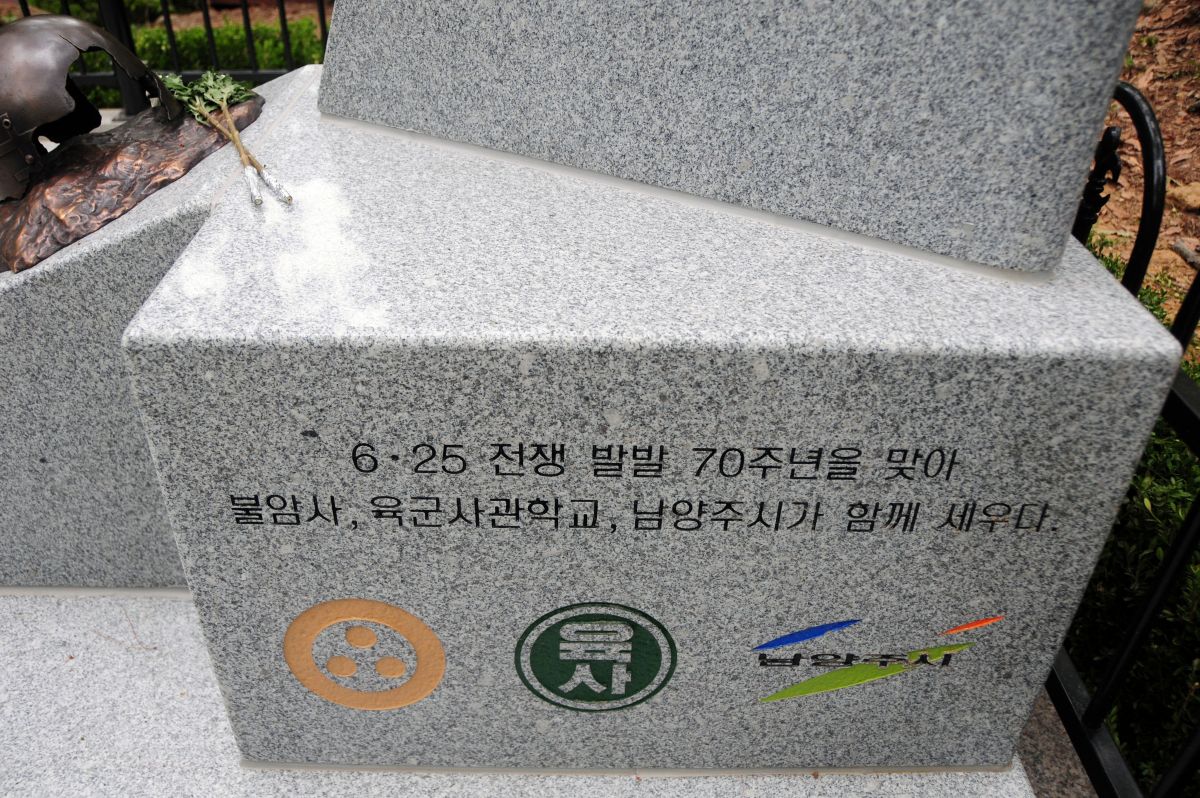 6·25 전쟁 발발 70주년을 맞아
불암사, 육군사관학교, 남양주시가 함께 세우다.
육사
남양주시